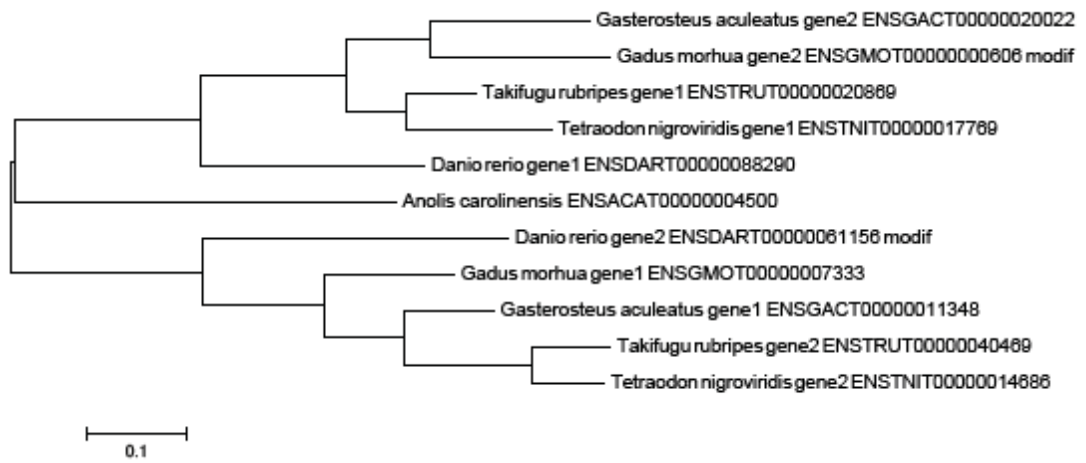 Gasterosteus aculeatus gene2 ENSGACT00000020022
Gadus morhua gene2 ENSGMOT00000000606 modif
Takifugu rubripes gene1 ENSTRUT00000020869
Tetraodon nigroviridis gene1 ENSTNIT00000017769
Danio rerio gene1 ENSDART00000088290
Anolis carolinensis ENSACAT00000004500
Danio rerio gene2 ENSDART00000061156 modif
Gadus morhua gene1 ENSGMOT00000007333
Gasterosteus aculeatus gene1 ENSGACT00000011348
Takifugu rubripes gene2 ENSTRUT00000040469
Tetraodon nigroviridis gene2 ENSTNIT00000014686
0.1